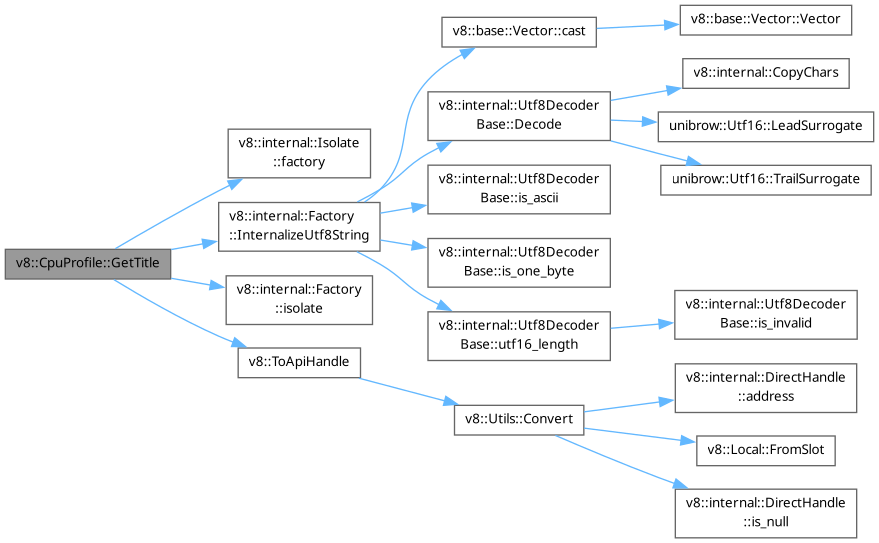 v8::CpuProfile::GetTitle
v8::internal::Isolate
::factory
v8::internal::Factory
::InternalizeUtf8String
v8::internal::Factory
::isolate
v8::ToApiHandle
v8::base::Vector::cast
v8::internal::Utf8Decoder
Base::Decode
v8::internal::Utf8Decoder
Base::is_ascii
v8::internal::Utf8Decoder
Base::is_one_byte
v8::internal::Utf8Decoder
Base::utf16_length
v8::Utils::Convert
v8::base::Vector::Vector
v8::internal::CopyChars
unibrow::Utf16::LeadSurrogate
unibrow::Utf16::TrailSurrogate
v8::internal::Utf8Decoder
Base::is_invalid
v8::internal::DirectHandle
::address
v8::Local::FromSlot
v8::internal::DirectHandle
::is_null